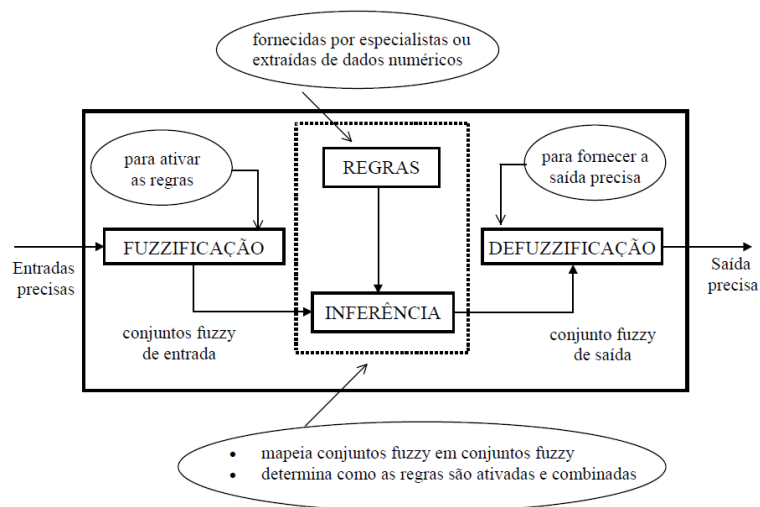 fornecidas por especialistas ou
extraídas de dados numéricos
para ativar
as regras
REGRAS
para fornecer a
saída precisa
FUZZIFICAÇÃO
DEFUZZIFICAÇÃO
Entradas
precisas
Saída
precisa
INFERÊNCIA
conjuntos fuzzy
de entrada
conjunto fuzzy
de saída
• mapeia conjuntos fuzzy em conjuntos fuzzy
• determina como as regras são ativadas e combinadas